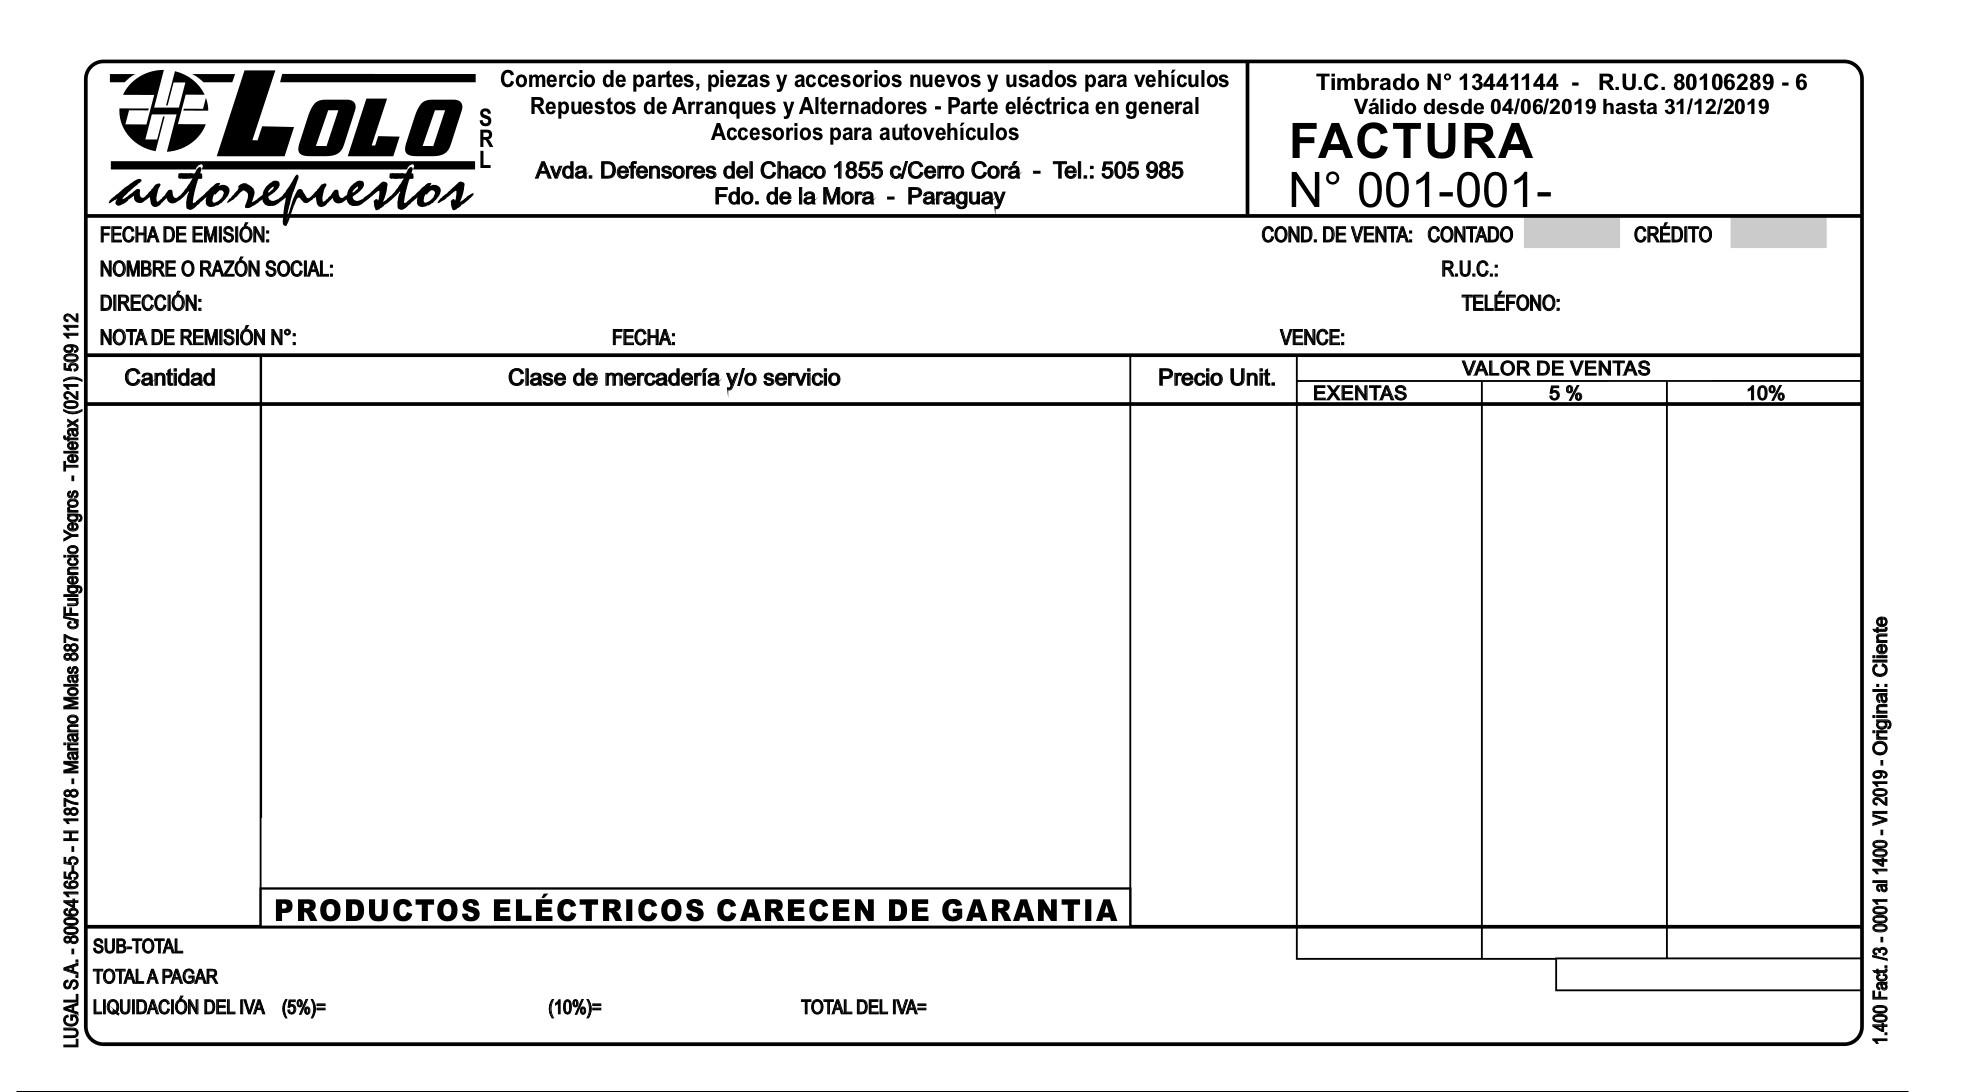 LOLO SRL
autorepuestos
Comercio de partes, piezas y accesorios nuevos y usados para vehículos
Repuestos de Arranques y Alternadores - Parte eléctrica en general
Accesorios para autovehículos
Avda. Defensores del Chaco 1855 c/Cerro Corá - Tel.: 505 985
Fdo. de la Mora - Paraguay
Timbrado N° 13441144 - R.U.C. 80106289 - 6
Válido desde 04/06/2019 hasta 31/12/2019
FACTURA
N° 001-001-
FECHA DE EMISIÓN: COND. DE VENTA: CONTADO CRÉDITO
NOMBRE O RAZÓN SOCIAL: R.U.C.:
DIRECCIÓN: TELÉFONO:
NOTA DE REMISIÓN N°: FECHA: VENCE:
Cantidad Clase de mercadería y/o servicio Precio Unit. VALOR DE VENTAS
EXENTAS 5 % 10%
PRODUCTOS ELÉCTRICOS CARECEN DE GARANTIA
SUB-TOTAL
TOTAL A PAGAR
LIQUIDACIÓN DEL IVA (5%)= (10%)= TOTAL DEL IVA=
LUGAL S.A. - 80064165-5 - H 1878 - Mariano Molas 887 c/Fulgencio Yegros - Telefax (021) 509 112
1.400 Fact. /3 - 0001 al 1400 - VI 2019 - Original: Cliente